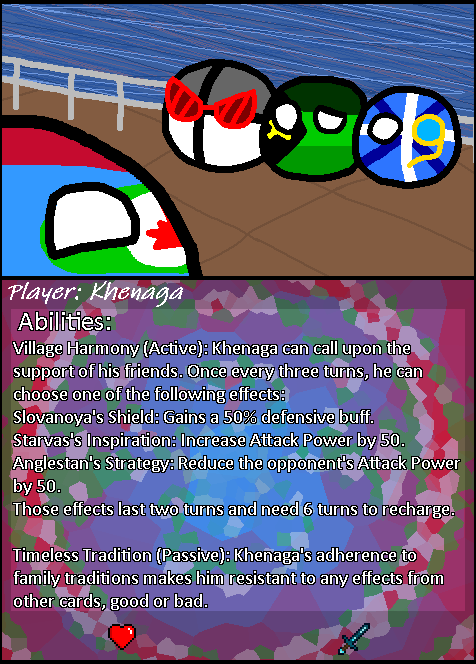 Player: Khenaga
Abilities:
Village Harmony (Active): Khenaga can call upon the
support of his friends. Once every three turns, he can
choose one of the following effects:
Slovanoya's Shield: Gains a 50% defensive buff.
Starvas's Inspiration: Increase Attack Power by 50.
Anglestan's Strategy: Reduce the opponent's Attack Power
by 50.
Those effects last two turns and need 6 turns to recharge.
Timeless Tradition (Passive): Khenaga's adherence to
family traditions makes him resistant to any effects from
other cards, good or bad.